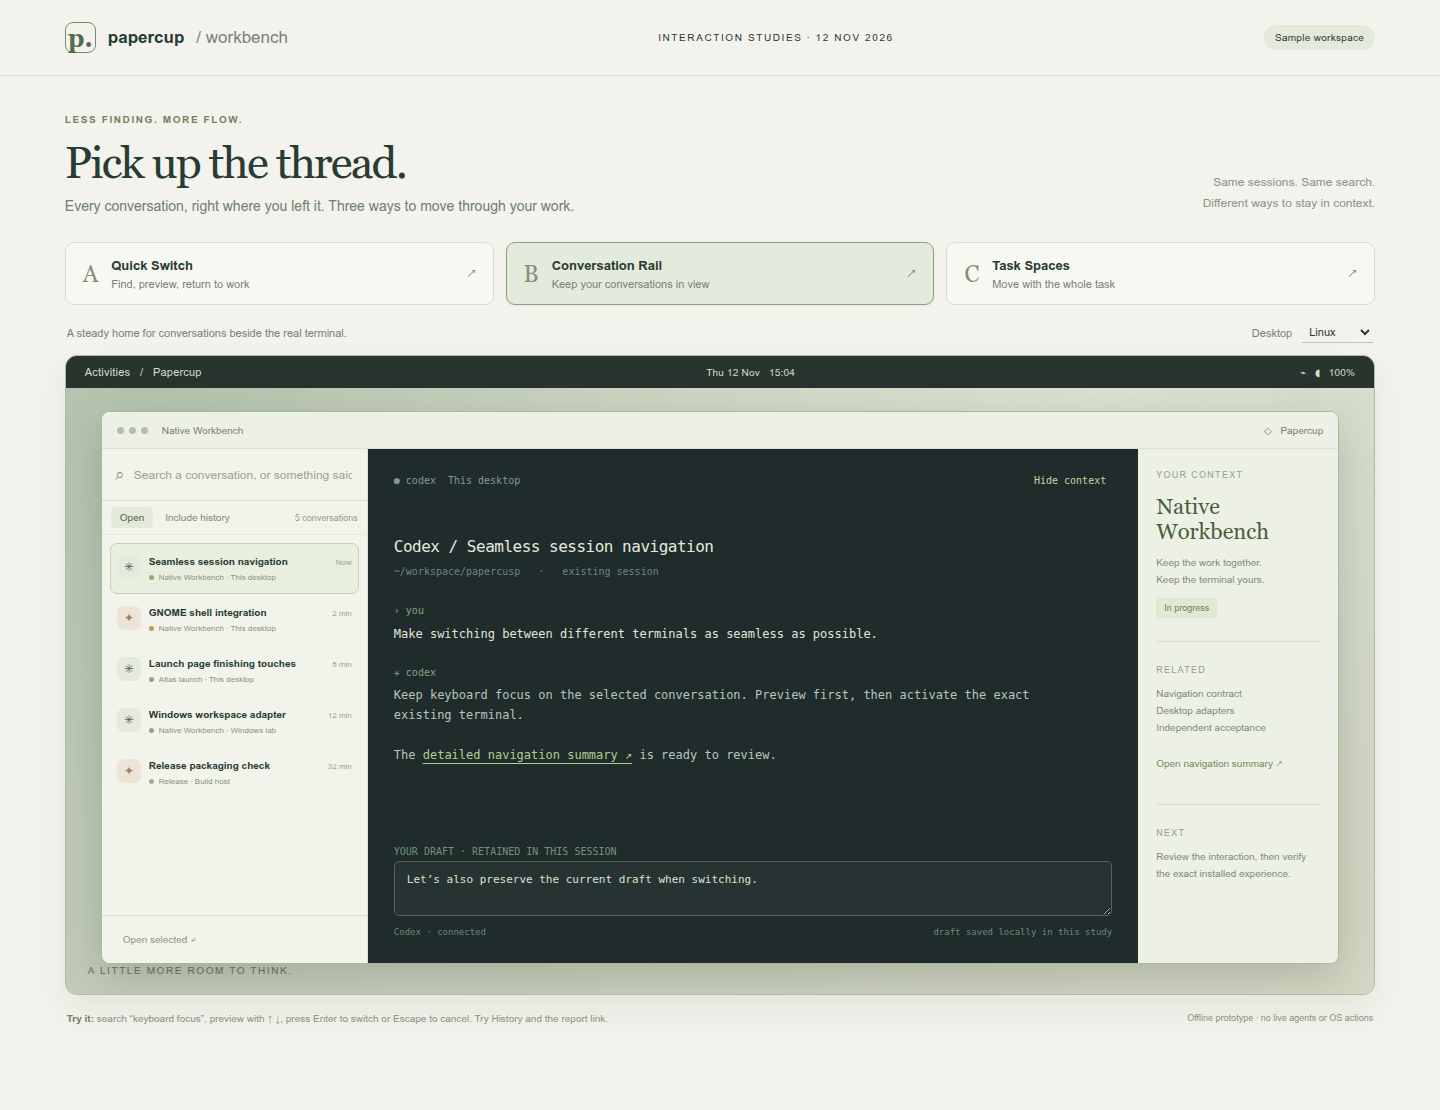 p. papercup / workbench
INTERACTION STUDIES · 12 NOV 2026
Sample workspace
LESS FINDING. MORE FLOW.
Pick up the thread.
Every conversation, right where you left it. Three ways to move through your work.
Same sessions. Same search.
Different ways to stay in context.
A Quick Switch ↗
Find, preview, return to work
B Conversation Rail ↗
Keep your conversations in view
C Task Spaces ↗
Move with the whole task
A steady home for conversations beside the real terminal.
Desktop Linux
Activities / Papercup
Thu 12 Nov 15:04
100%
Native Workbench
◇ Papercup
Search a conversation, or something said
Open Include history 5 conversations
Seamless session navigation Now
Native Workbench · This desktop
GNOME shell integration 2 min
Native Workbench · This desktop
Launch page finishing touches 8 min
Atlas launch · This desktop
Windows workspace adapter 12 min
Native Workbench · Windows lab
Release packaging check 32 min
Release · Build host
Open selected ↲
● codex This desktop
Hide context
Codex / Seamless session navigation
~/workspace/papercusp · existing session
› you
Make switching between different terminals as seamless as possible.
✳ codex
Keep keyboard focus on the selected conversation. Preview first, then activate the exact
existing terminal.
The detailed navigation summary ↗ is ready to review.
YOUR DRAFT · RETAINED IN THIS SESSION
Let’s also preserve the current draft when switching.
Codex · connected
draft saved locally in this study
YOUR CONTEXT
Native
Workbench
Keep the work together.
Keep the terminal yours.
In progress
RELATED
Navigation contract
Desktop adapters
Independent acceptance
Open navigation summary ↗
NEXT
Review the interaction, then verify
the exact installed experience.
A LITTLE MORE ROOM TO THINK.
Try it: search “keyboard focus”, preview with ↑ ↓, press Enter to switch or Escape to cancel. Try History and the report link.
Offline prototype · no live agents or OS actions